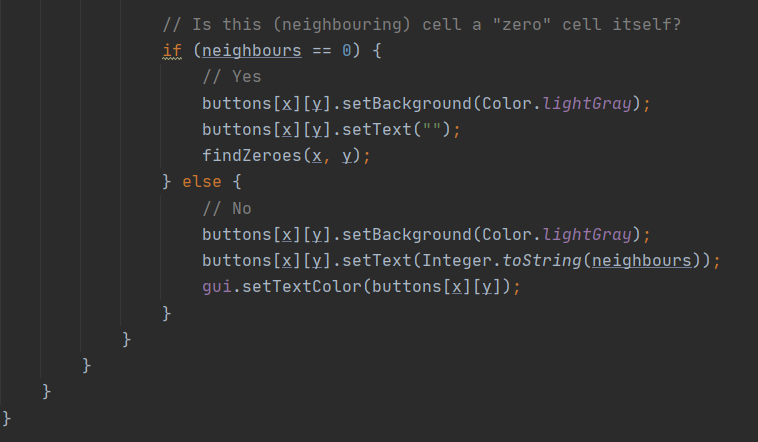 // Is this (neighbouring) cell a "zero" cell itself?
if (neighbours == 0) {
// Yes
buttons[x][y].setBackground(Color.lightGray);
buttons[x][y].setText("");
findZeroes(x, y);
} else {
// No
buttons[x][y].setBackground(Color.lightGray);
buttons[x][y].setText(Integer.toString(neighbours));
gui.setTextColor(buttons[x][y]);
}
}
}
}
}